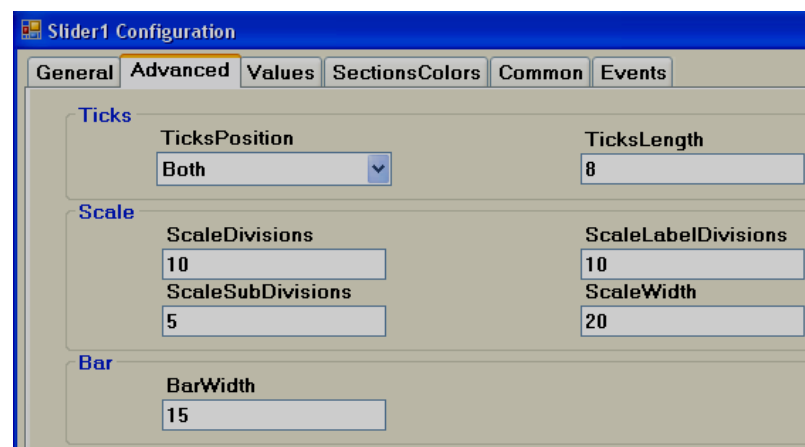 Slider1 Configuration
General Advanced Values SectionsColors Common Events
Ticks
TicksPosition TicksLength
Both 8
Scale
ScaleDivisions ScaleLabelDivisions
10 10
ScaleSubDivisions ScaleWidth
5 20
Bar
BarWidth
15